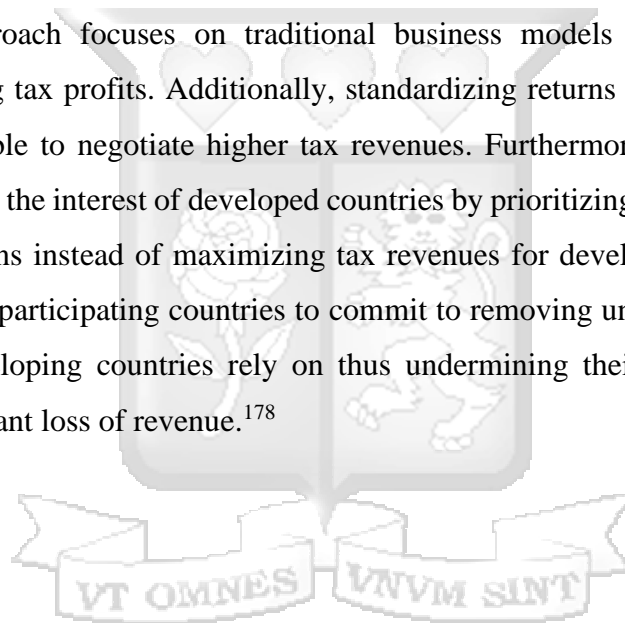 roach focuses on traditional business models
g tax profits. Additionally, standardizing returns
ble to negotiate higher tax revenues. Furthermor
the interest of developed countries by prioritizing
ns instead of maximizing tax revenues for devel
participating countries to commit to removing un
loping countries rely on thus undermining thei
ant loss of revenue.178
VT OMNES VNVM SINT